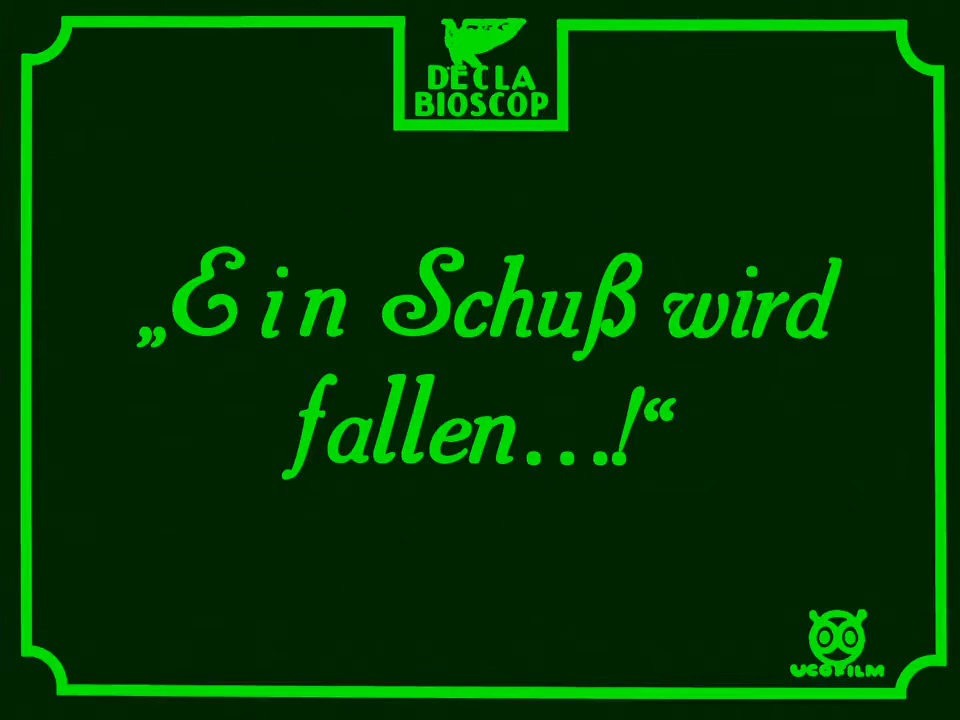 DECLA
BIOSCOP
„Ein Schuß wird
fallen...!“
UCOFILM